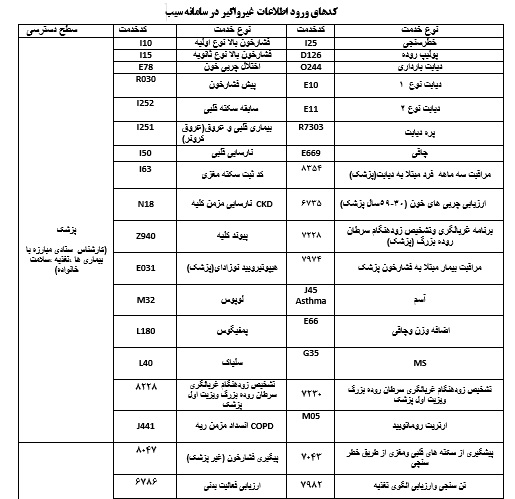 کدهای ورود اطلاعات غیرواگیر در سامانه سیب
نوع خدمت کدخدمت نوع خدمت کدخدمت سطح دسترسی
خطرسنجی I25 فشارخون بالا نوع اولیه I10
پولیپ روده D126 فشارخون بالا نوع ثانویه I15
دیابت بارداری O244 اختلال چربی خون E78
دیابت نوع ۱ E10 پیش فشارخون R030
دیابت نوع ۲ E11 سابقه سکته قلبی I252
پره دیابت R7303 بیماری قلبی و عروق(عروق کرونر) I251
چاقی E669 نارسایی قلبی I50
مراقبت سه ماهه فرد مبتلا به دیابت(پزشک) ۸۳۵۴ کد ثبت سکته مغزی I63
ارزیابی چربی های خون (۳۰-۵۹سال پزشک) ۶۷۳۵ CKD نارسایی مزمن کلیه N18
برنامه غربالگری وتشخیص زودهنگام سرطان روده بزرگ (پزشک) ۷۲۲۸ پیوند کلیه Z940
پزشک
(کارشناس ستادی مبارزه با بیماری ها ،تغذیه ،سلامت خانواده)
مراقبت بیمار مبتلا به فشارخون پزشک ۷۹۷۴ هیپوتیرویید نوزادای(پزشک) E031
آسم J45 Asthma لوپوس M32
اضافه وزن وچاقی E66 پمفیگوس L180
MS G35 سلیاک L40
تشخیص زودهنگام غربالگری سرطان روده بزرگ ویزیت اول پزشک ۷۲۳۰ تشخیص زودهنگام غربالگری سرطان روده بزرگ ویزیت اول پزشک ۸۲۲۸
ارتریت روماتویید M05 COPD انسداد مزمن ریه J441
پیشگیری از سکته های قلبی ومغزی از طریق خطر سنجی ۷۰۴۳ پیگیری فشارخون (غیر پزشک) ۸۰۴۷
تن سنجی وارزیابی الگوی تغذیه ۷۹۸۲ ارزیابی فعالیت بدنی ۶۷۸۶